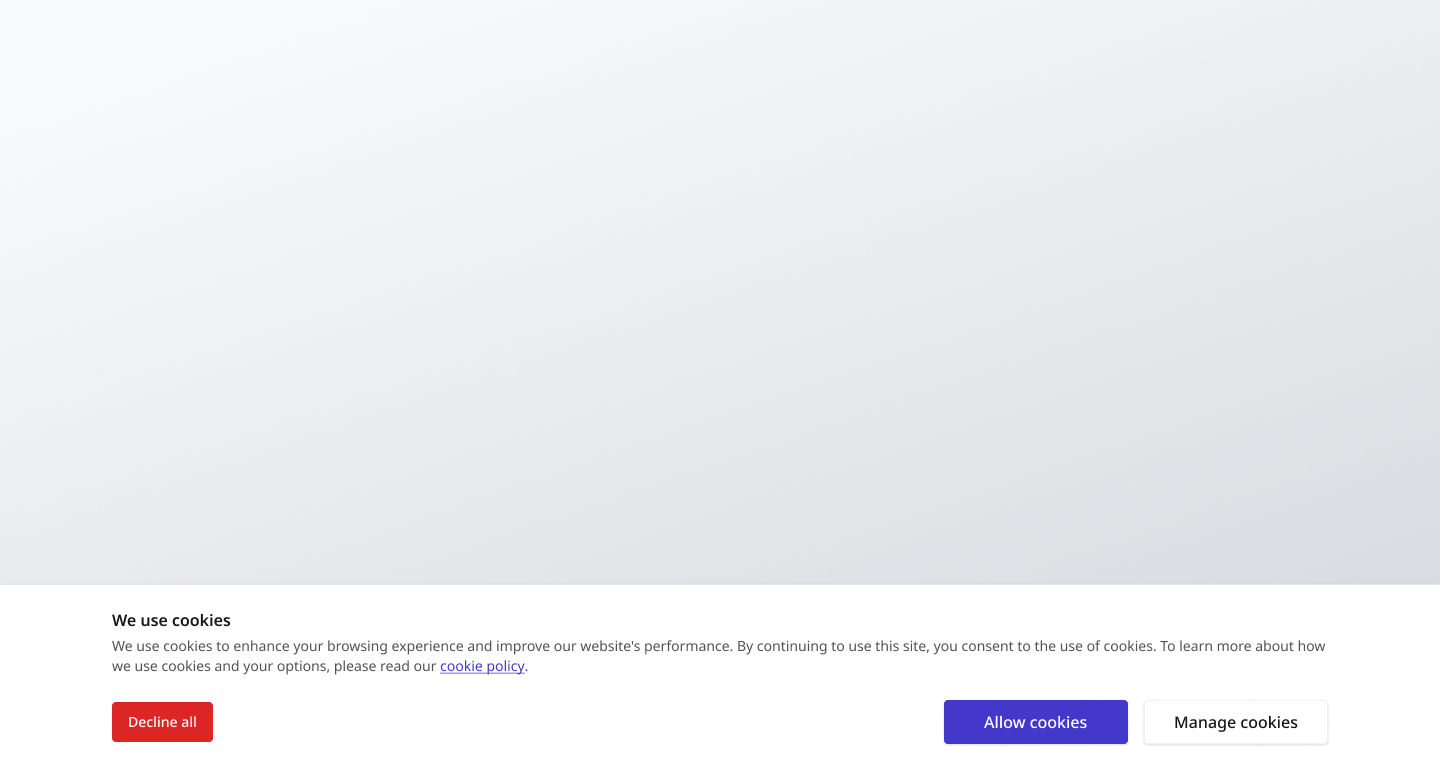 We use cookies
We use cookies to enhance your browsing experience and improve our website's performance. By continuing to use this site, you consent to the use of cookies. To learn more about how
we use cookies and your options, please read our cookie policy.
Decline all
Allow cookies
Manage cookies